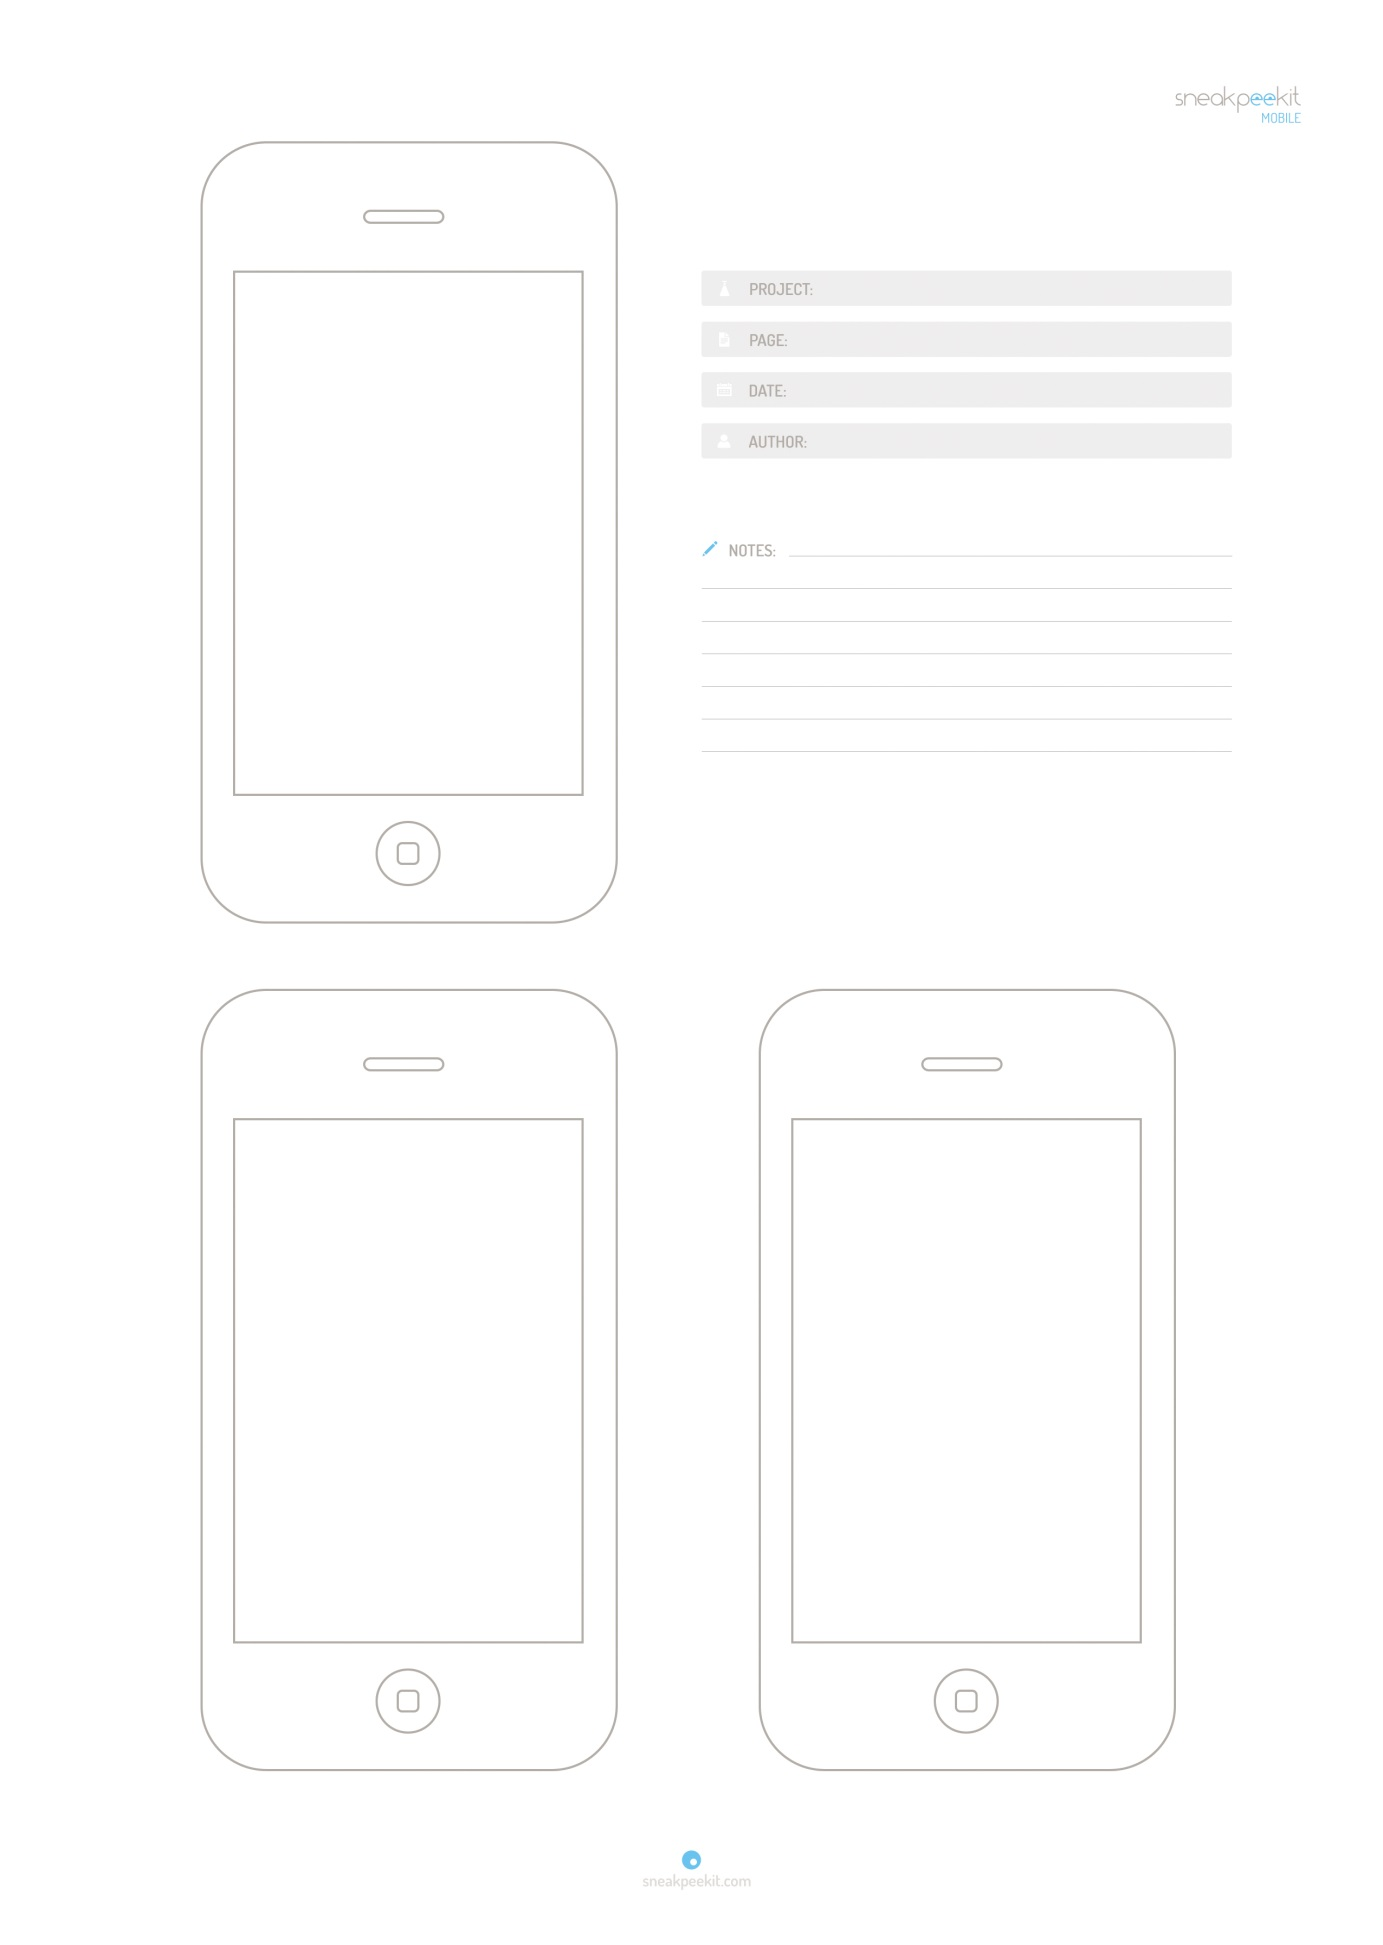 sneakpeekit
MOBILE
PROJECT:
PAGE:
DATE:
AUTHOR:
NOTES:
sneakpeekit.com